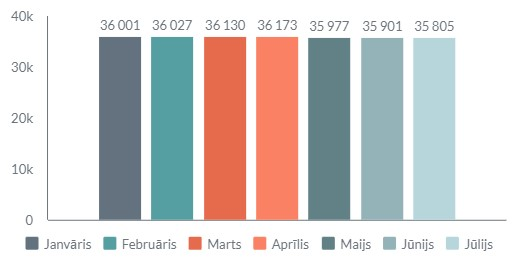 40k
36 001 36 027 36 130 36 173 35 977 35 901 35 805
30k
20k
10k
0
Janvāris Februāris Marts Aprīlis Maijs Jūnijs Jūlijs